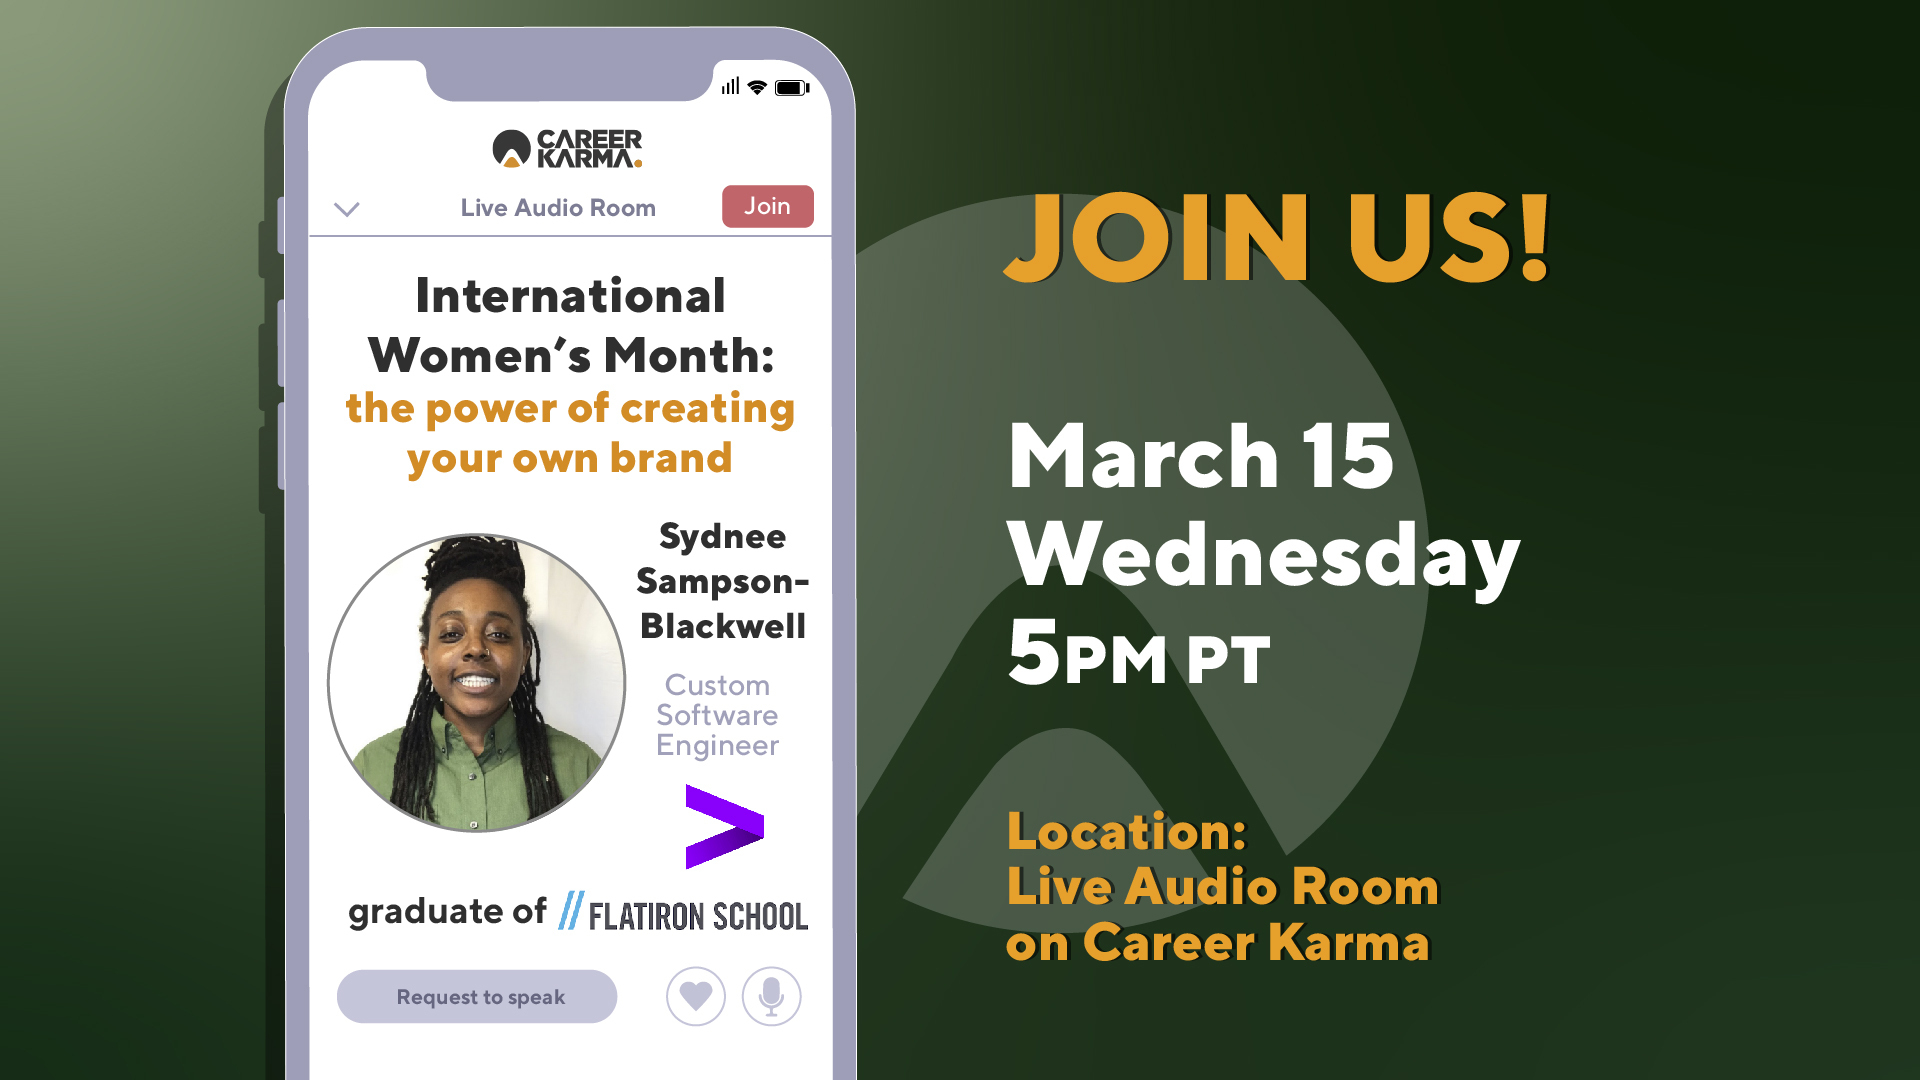 CAREER
KARMA.
Live Audio Room
Join
International
Women's Month:
the power of creating
your own brand
Sydnee
Sampson-
Blackwell
Custom
Software
Engineer
graduate of // FLATIRON SCHOOL
Request to speak
JOIN US!
March 15
Wednesday
5PM PT
Location:
Live Audio Room
on Career Karma